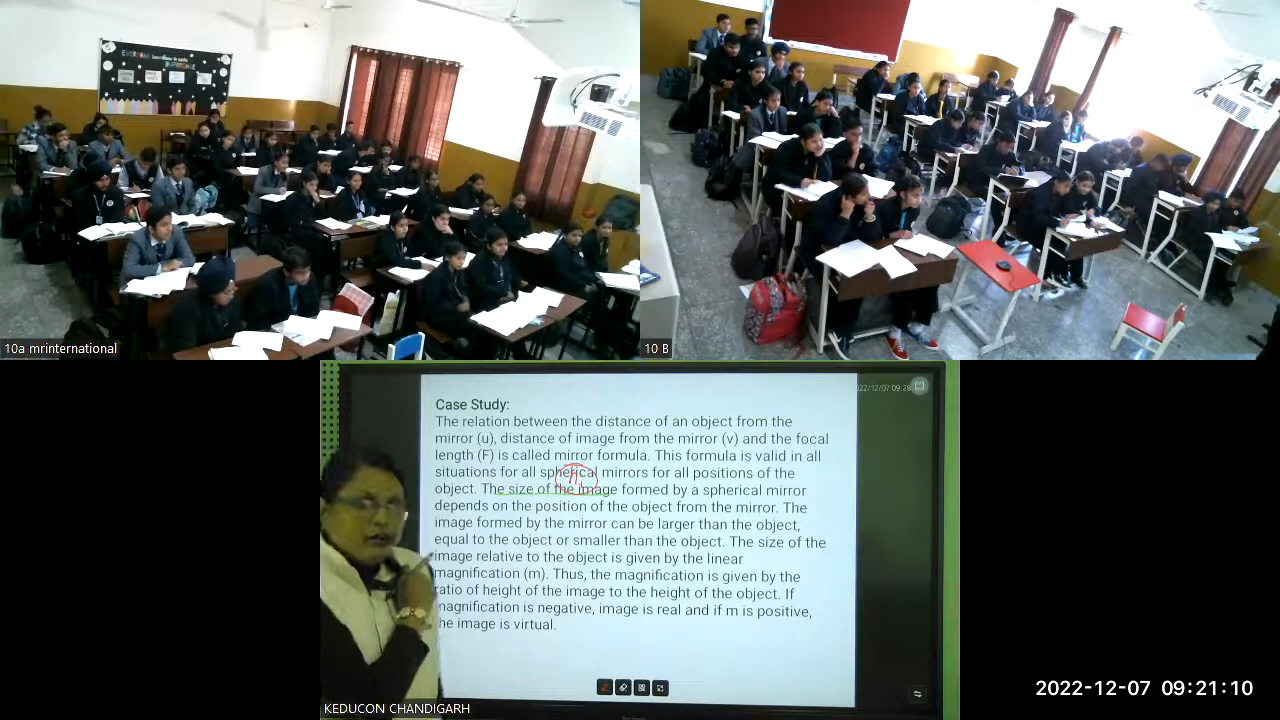 10a mrinternational
10 B
22/12/07 09:28
Case Study:
The relation between the distance of an object from the
mirror (u), distance of image from the mirror (v) and the focal
length (F) is called mirror formula. This formula is valid in all
situations for all spherical mirrors for all positions of the
object. The size of the image formed by a spherical mirror
depends on the position of the object from the mirror. The
image formed by the mirror can be larger than the object,
equal to the object or smaller than the object. The size of the
image relative to the object is given by the linear
magnification (m). Thus, the magnification is given by the
ratio of height of the image to the height of the object. If
magnification is negative, image is real and if m is positive,
the image is virtual.
KEDUCON CHANDIGARH
2022-12-07 09:21:10